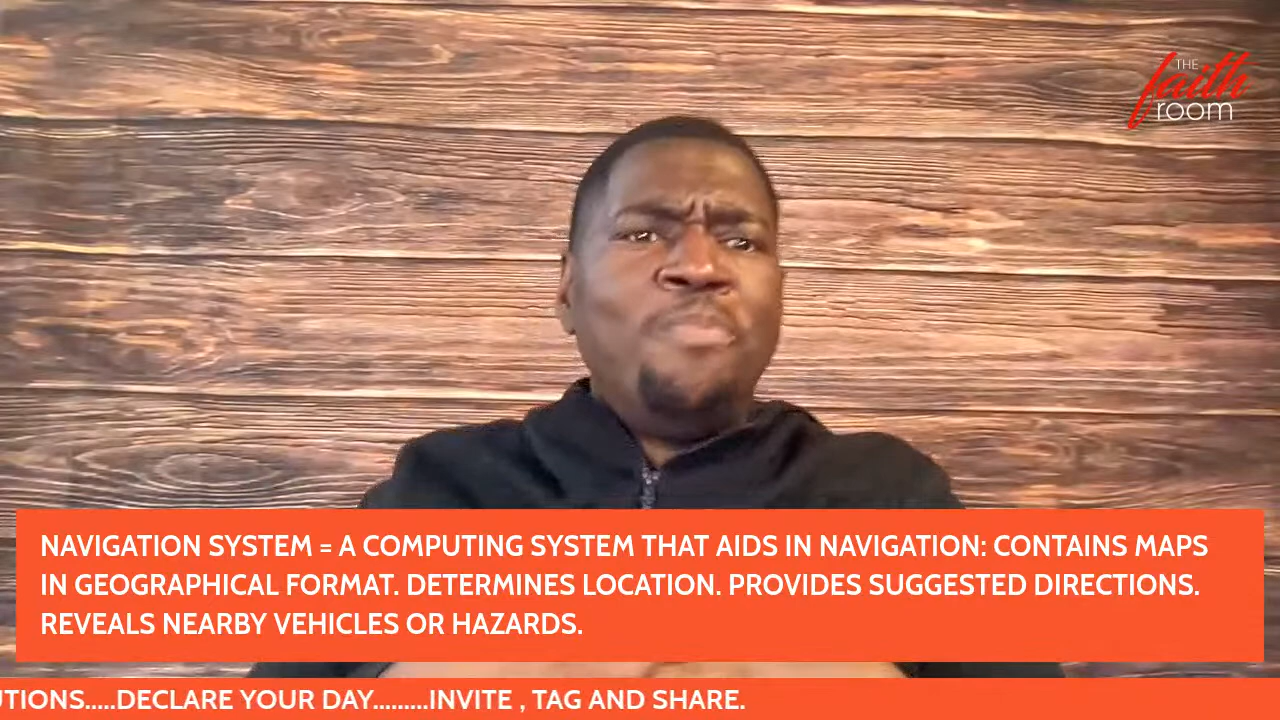 THE
faith
room
NAVIGATION SYSTEM = A COMPUTING SYSTEM THAT AIDS IN NAVIGATION: CONTAINS MAPS
IN GEOGRAPHICAL FORMAT. DETERMINES LOCATION. PROVIDES SUGGESTED DIRECTIONS.
REVEALS NEARBY VEHICLES OR HAZARDS.
UTIONS.....DECLARE YOUR DAY.........INVITE , TAG AND SHARE.